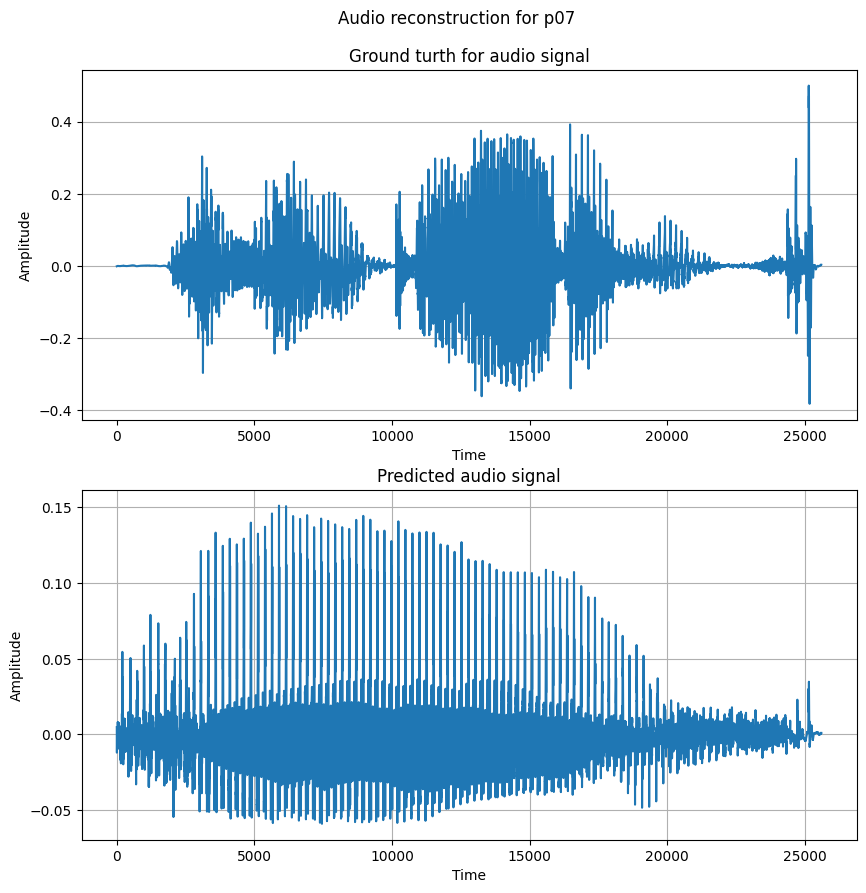 Audio reconstruction for p07
Ground turth for audio signal
0.4
0.2
0.0
−0.2
−0.4
Amplitude
0 5000 10000 15000 20000 25000
Time
Predicted audio signal
0.15
0.10
0.05
0.00
−0.05
Amplitude
0 5000 10000 15000 20000 25000
Time